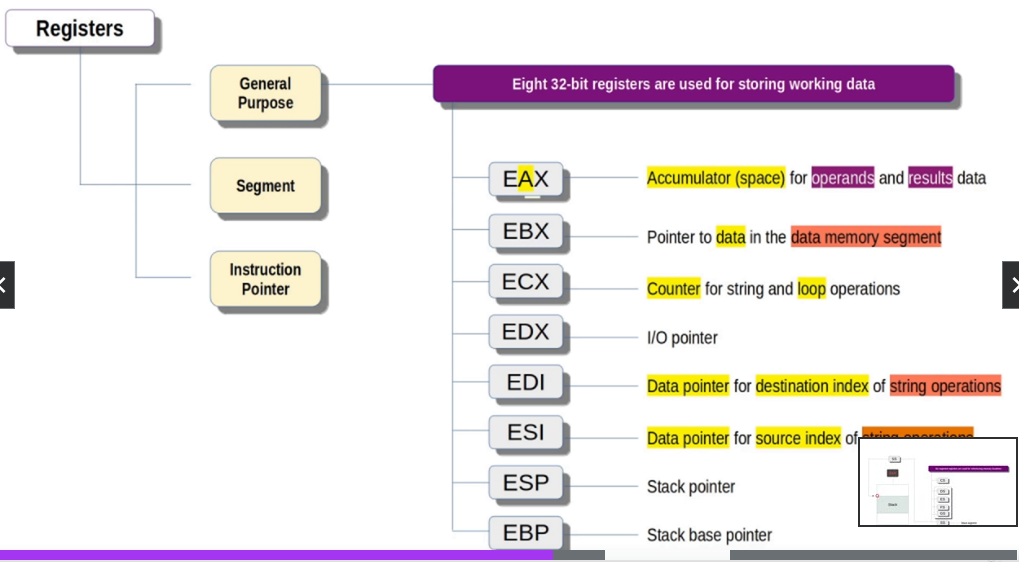 Registers
General
Purpose
Eight 32-bit registers are used for storing working data
Segment
Instruction
Pointer
EAX
Accumulator (space) for operands and results data
EBX
Pointer to data in the data memory segment
ECX
Counter for string and loop operations
EDX
I/O pointer
EDI
Data pointer for destination index of string operations
ESI
Data pointer for source index of string operations
ESP
Stack pointer
EBP
Stack base pointer
Stack